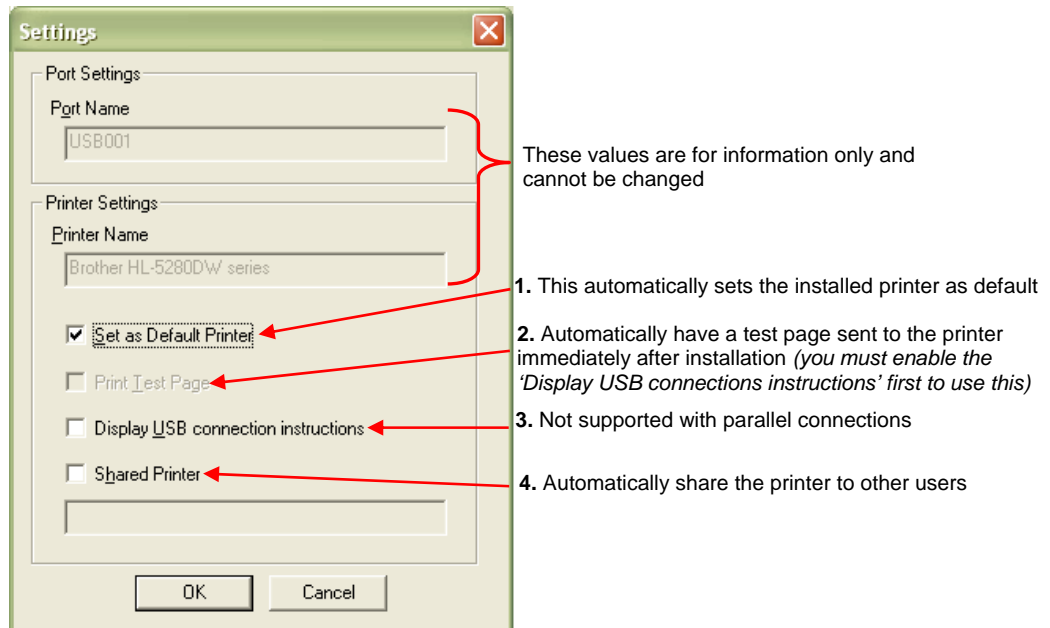 Settings
Port Settings
Port Name
USB001
These values are for information only and
cannot be changed
Printer Settings
Printer Name
Brother HL-5280DW series
1. This automatically sets the installed printer as default
Set as Default Printer
2. Automatically have a test page sent to the printer
immediately after installation (you must enable the
‘Display USB connections instructions’ first to use this)
Print Test Page
3. Not supported with parallel connections
Display USB connection instructions
Shared Printer
4. Automatically share the printer to other users
OK
Cancel